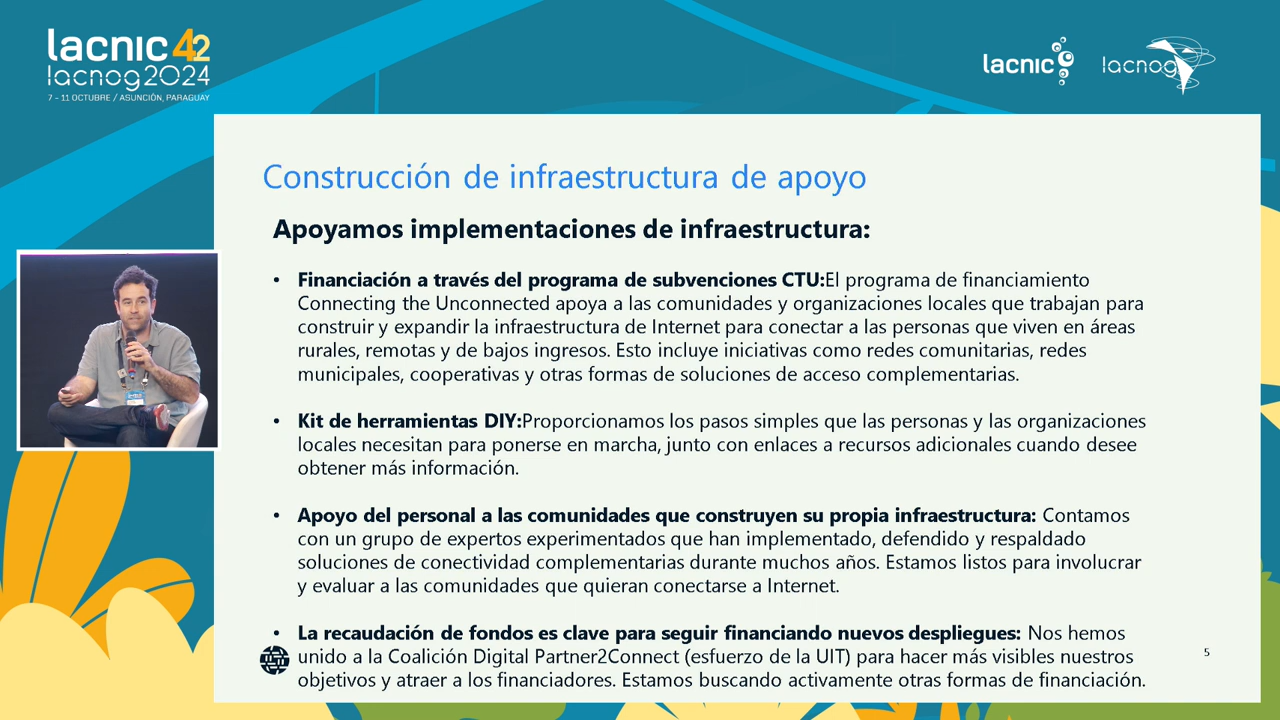 lacnic 42
lacnog2024
7 - 11 OCTUBRE / ASUNCIÓN, PARAGUAY
lacnic
lacnog
Construcción de infraestructura de apoyo
Apoyamos implementaciones de infraestructura:
• Financiación a través del programa de subvenciones CTU:El programa de financiamiento
Connecting the Unconnected apoya a las comunidades y organizaciones locales que trabajan para
construir y expandir la infraestructura de Internet para conectar a las personas que viven en áreas
rurales, remotas y de bajos ingresos. Esto incluye iniciativas como redes comunitarias, redes
municipales, cooperativas y otras formas de soluciones de acceso complementarias.
• Kit de herramientas DIY:Proporcionamos los pasos simples que las personas y las organizaciones
locales necesitan para ponerse en marcha, junto con enlaces a recursos adicionales cuando desee
obtener más información.
• Apoyo del personal a las comunidades que construyen su propia infraestructura: Contamos
con un grupo de expertos experimentados que han implementado, defendido y respaldado
soluciones de conectividad complementarias durante muchos años. Estamos listos para involucrar
y evaluar a las comunidades que quieran conectarse a Internet.
• La recaudación de fondos es clave para seguir financiando nuevos despliegues: Nos hemos
unido a la Coalición Digital Partner2Connect (esfuerzo de la UIT) para hacer más visibles nuestros
objetivos y atraer a los financiadores. Estamos buscando activamente otras formas de financiación.
5